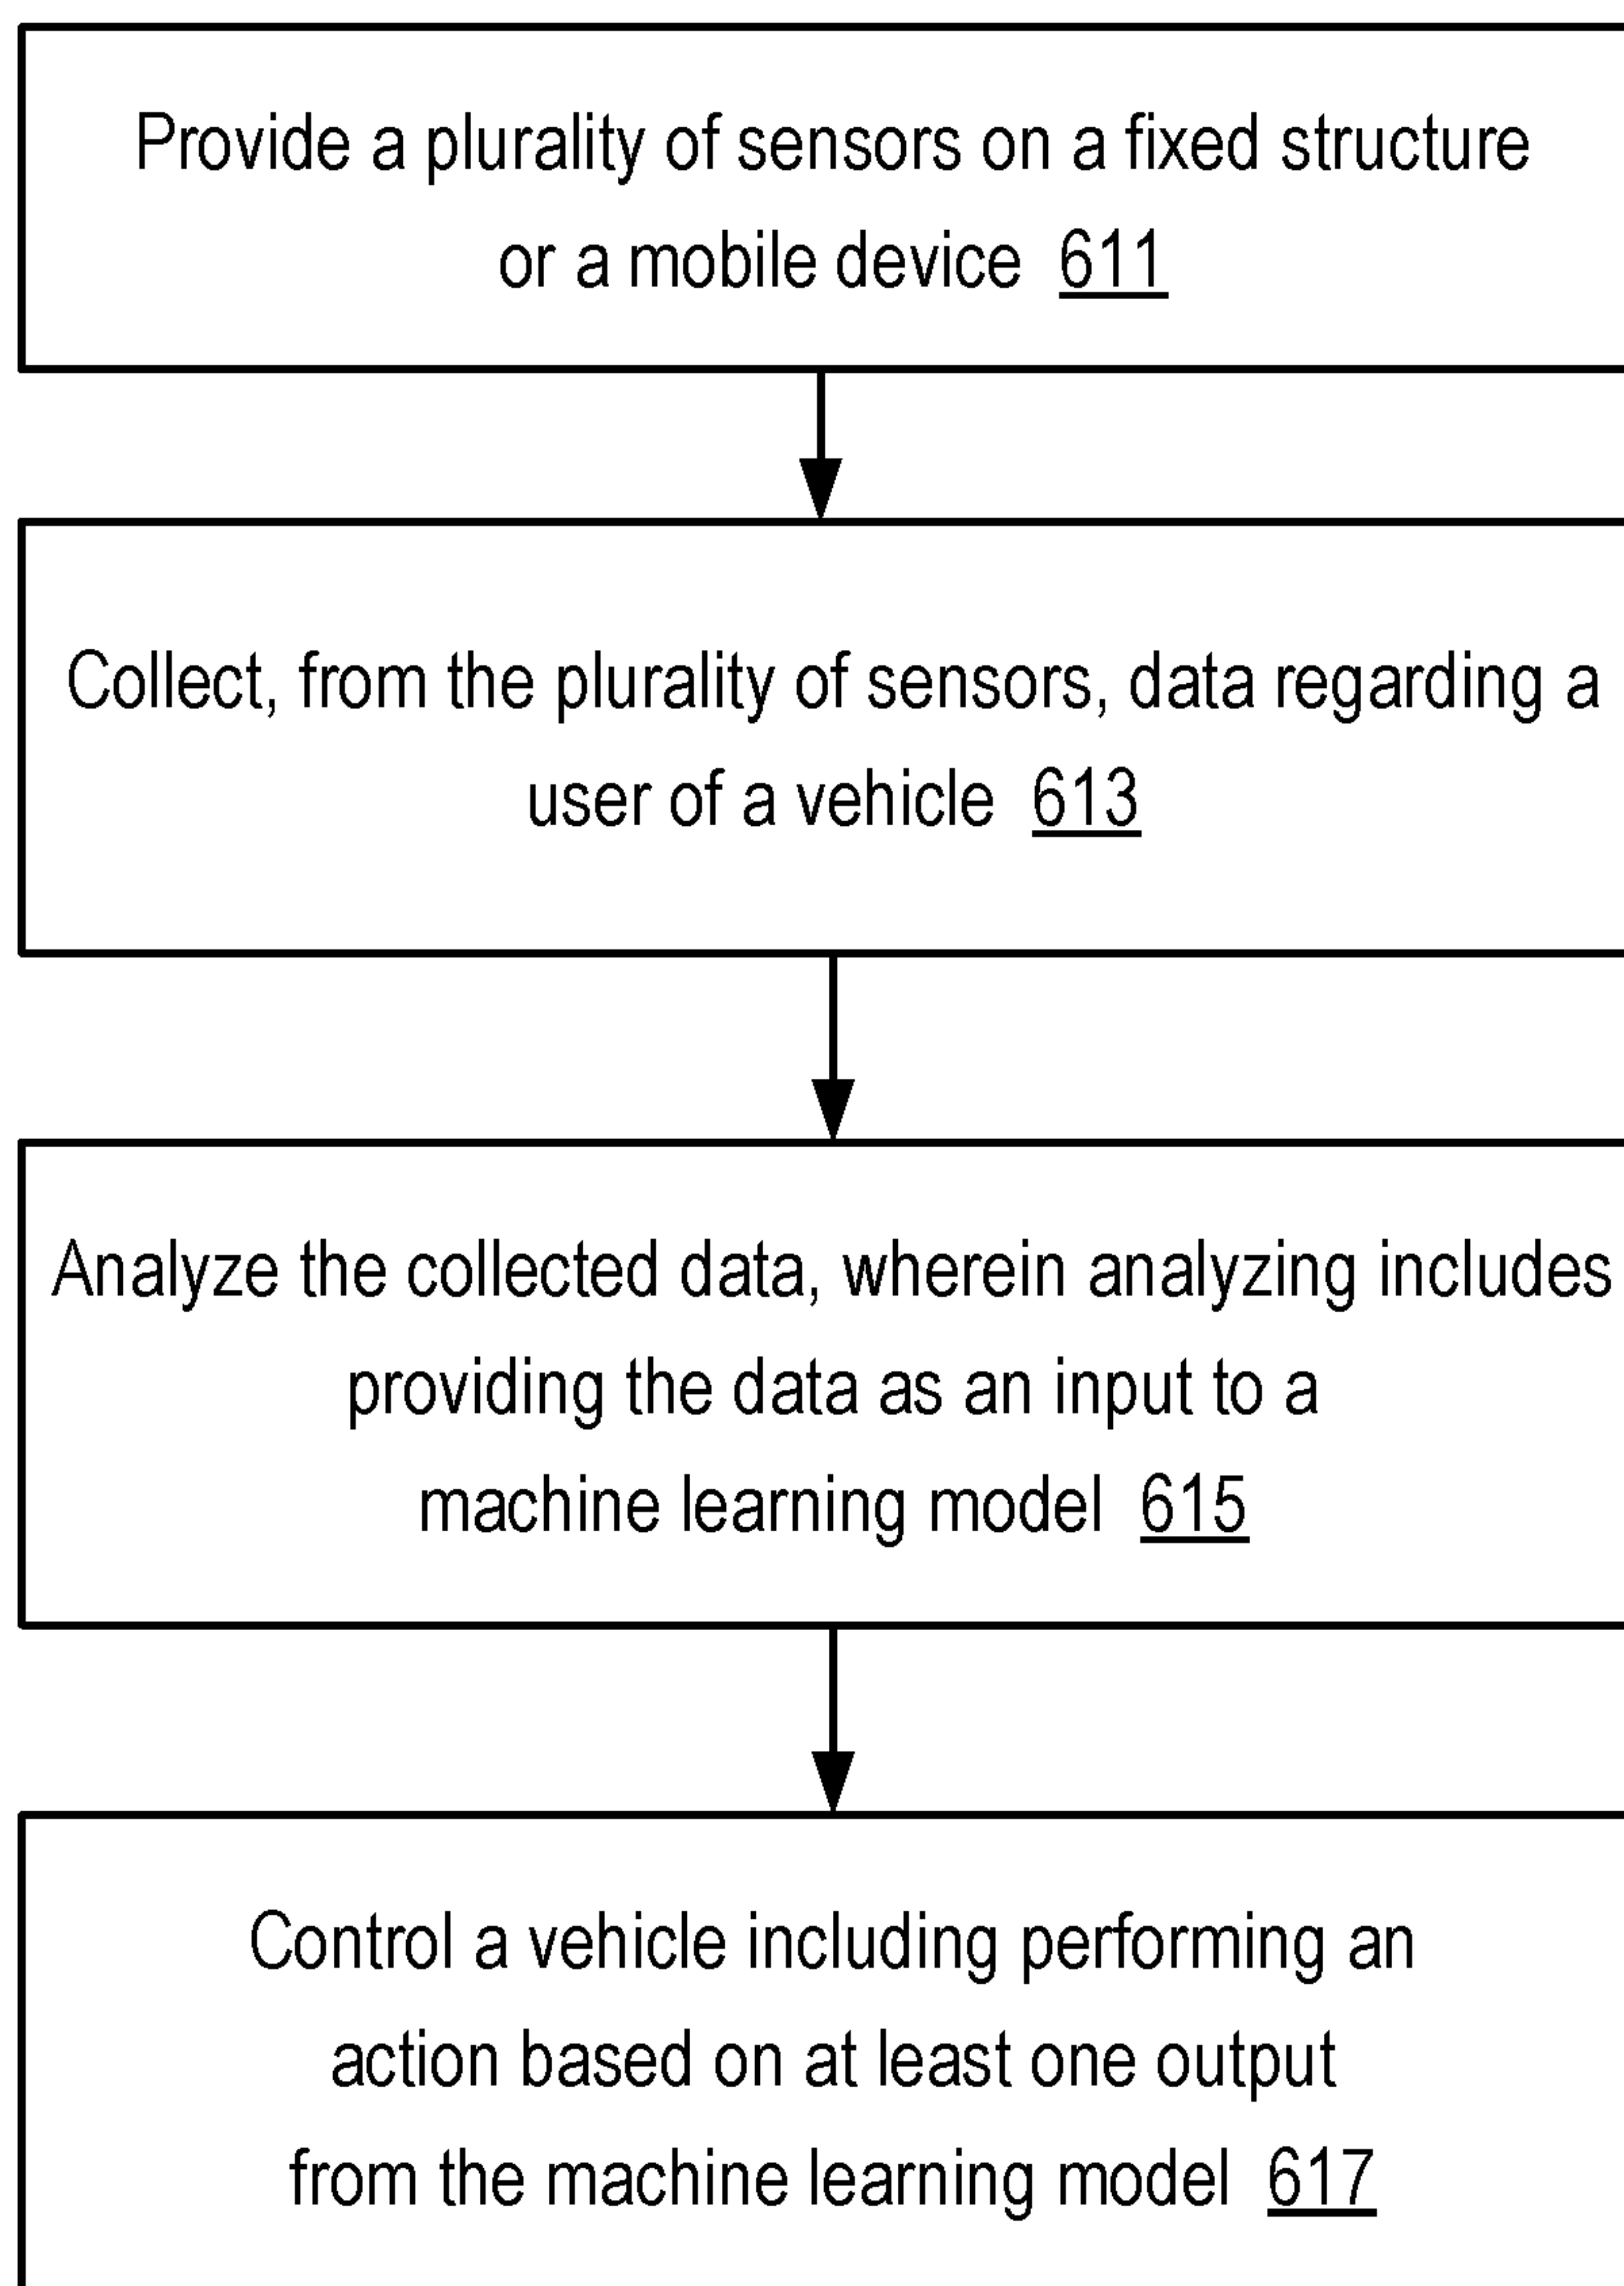 Provide a plurality of sensors on a fixed structure
or a mobile device 611
Collect, from the plurality of sensors, data regarding a
user of a vehicle 613
Analyze the collected data, wherein analyzing includes
providing the data as an input to a
machine learning model 615
Control a vehicle including performing an
action based on at least one output
from the machine learning model 617